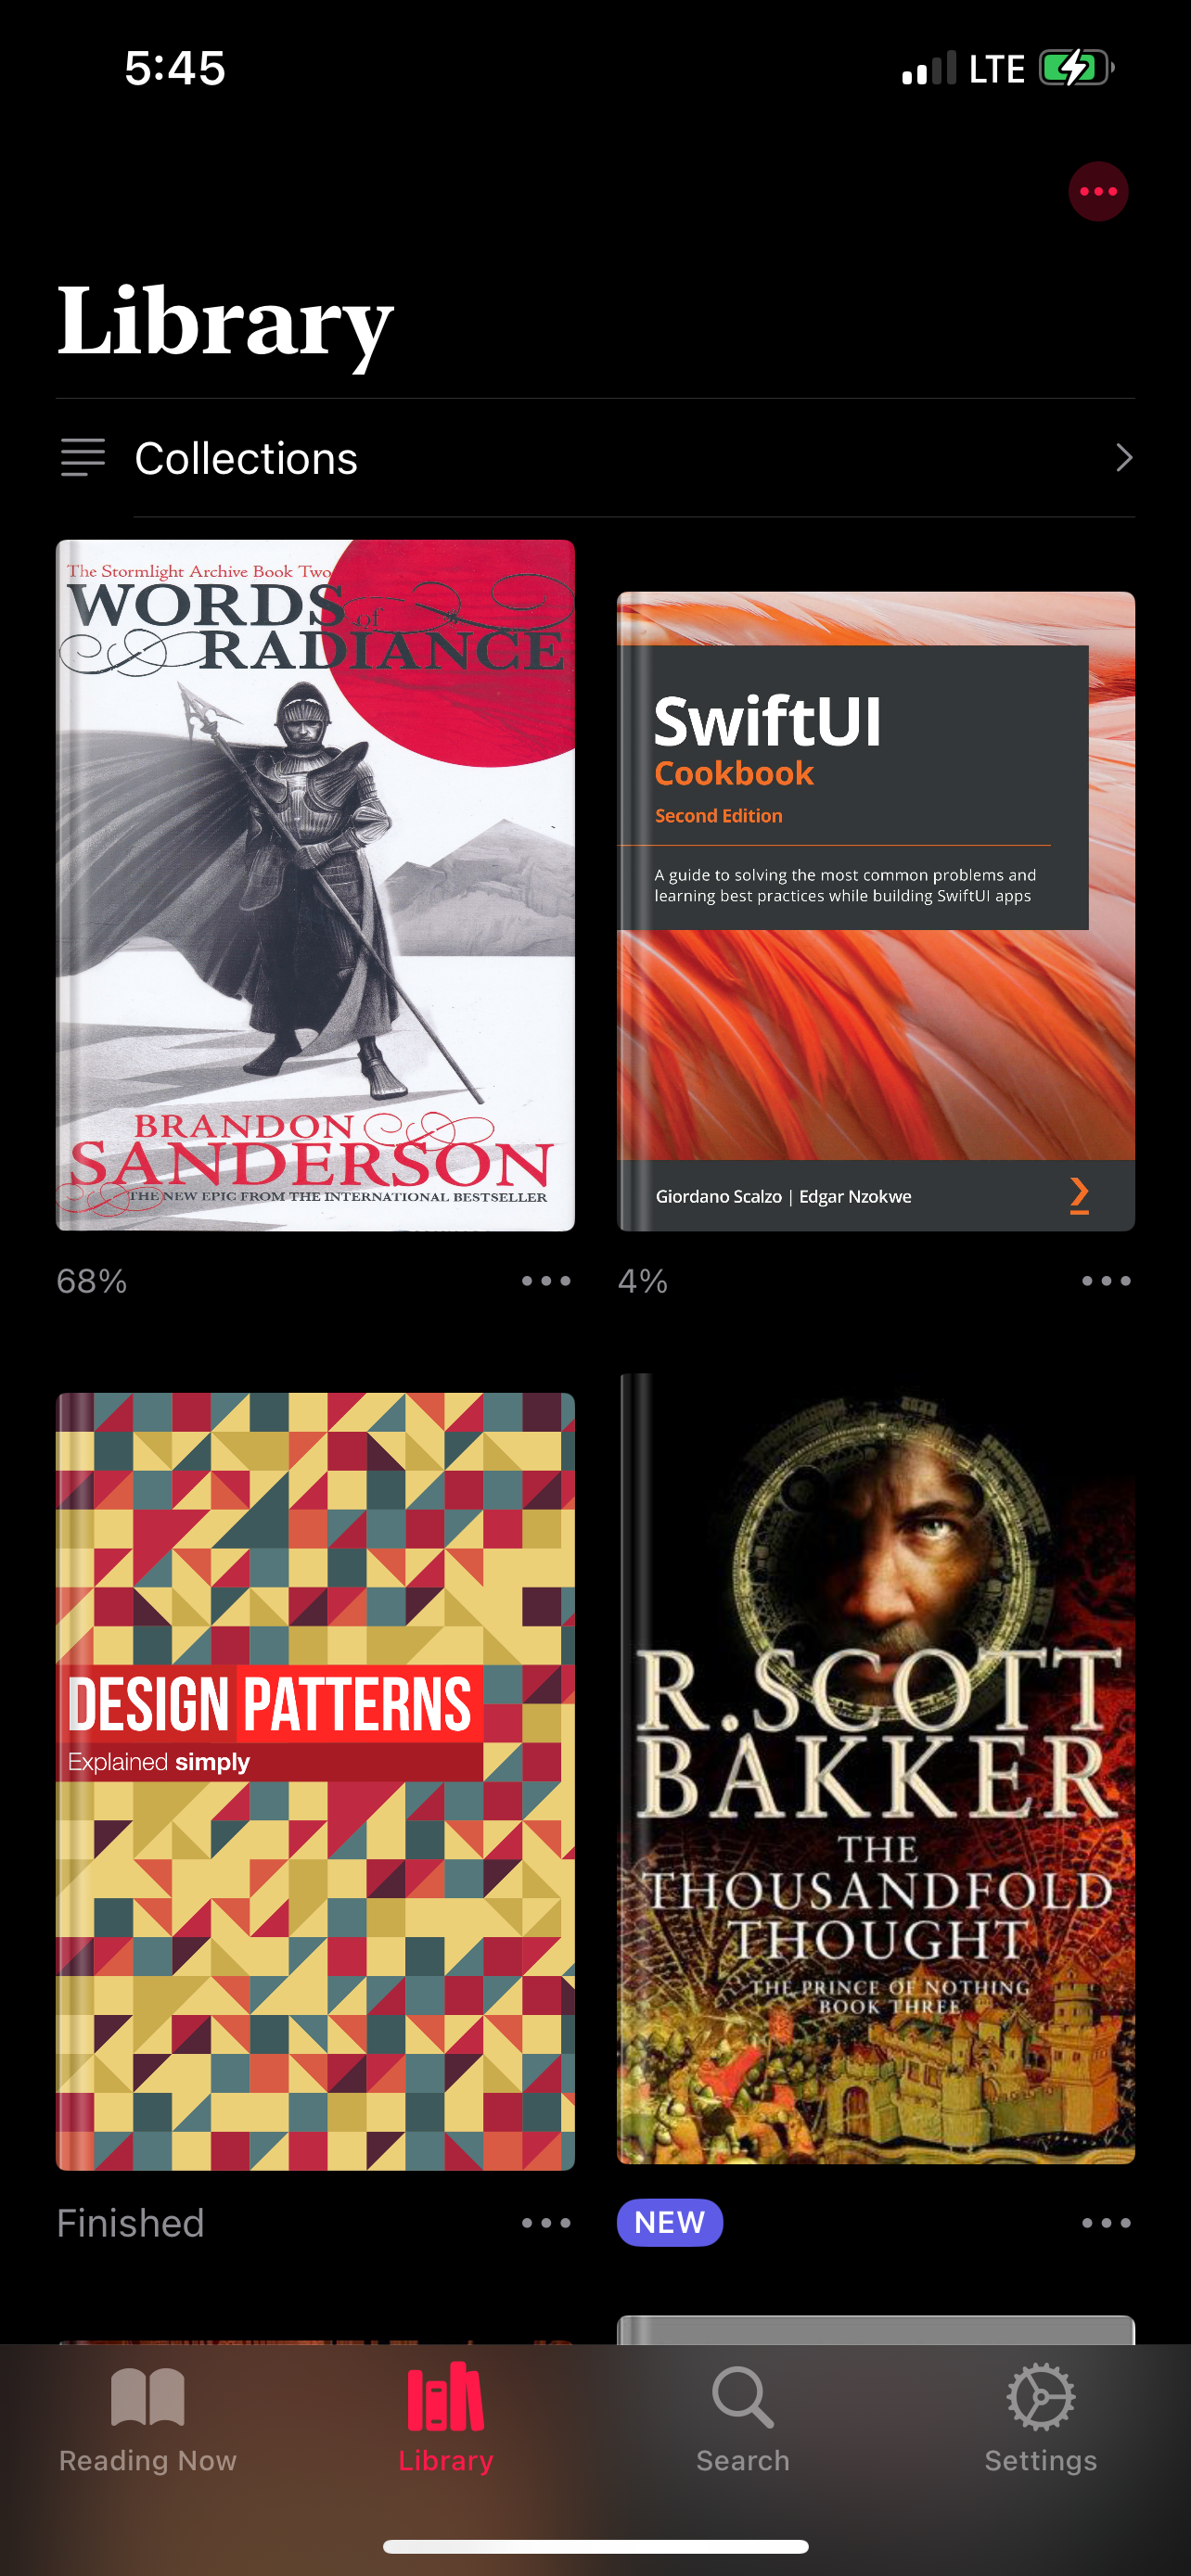 5:45
LTE
Library
Collections
The Stormlight Archive Book Two
WORDS of
RADIANCE
BRANDON
SANDERSON
THE NEW EPIC FROM THE INTERNATIONAL BESTSELLER
68%
SwiftUI
Cookbook
Second Edition
A guide to solving the most common problems and
learning best practices while building SwiftUI apps
Giordano Scalzo | Edgar Nzokwe
4%
DESIGN PATTERNS
Explained simply
Finished
R.SCOTT
BAKKER
THE
THOUSANDFOLD
THOUGHT
THE PRINCE OF NOTHING
BOOK THREE
NEW
Reading Now
Library
Search
Settings